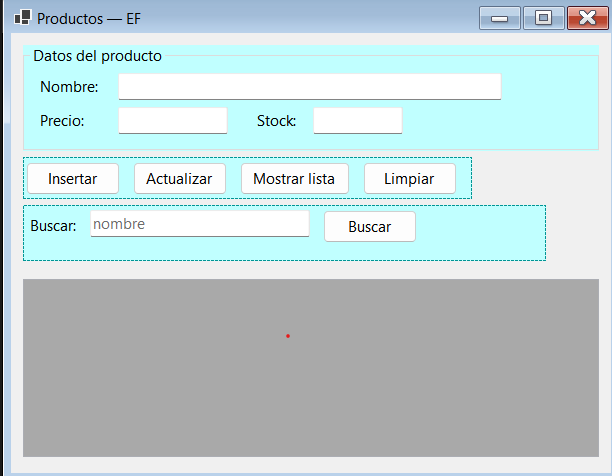 Productos — EF
Datos del producto
Nombre:
Precio: Stock:
Insertar Actualizar Mostrar lista Limpiar
Buscar: nombre Buscar